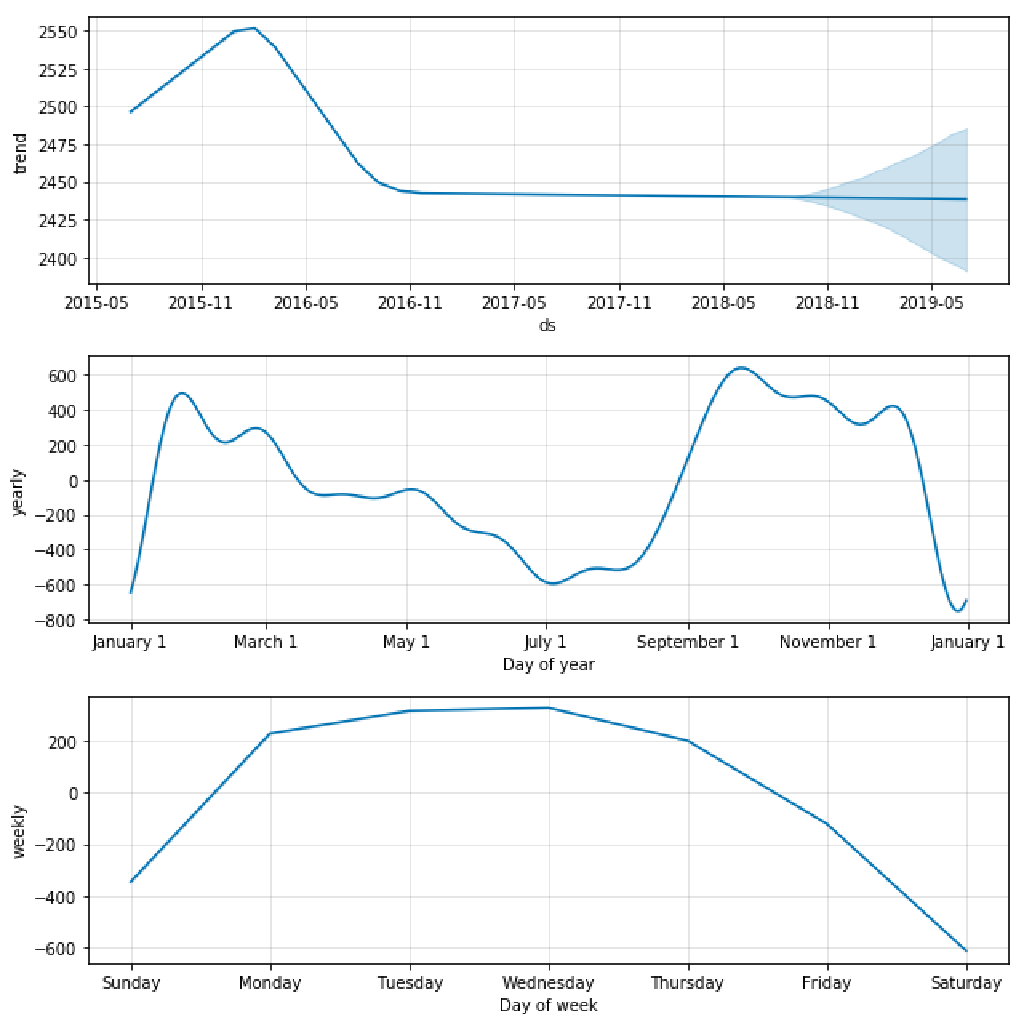 trend
2550
2525
2500
2475
2450
2425
2400
2015-05 2015-11 2016-05 2016-11 2017-05 2017-11 2018-05 2018-11 2019-05
ds
yearly
600
400
200
0
−200
−400
−600
−800
January 1 March 1 May 1 July 1 September 1 November 1 January 1
Day of year
weekly
200
0
−200
−400
−600
Sunday Monday Tuesday Wednesday Thursday Friday Saturday
Day of week